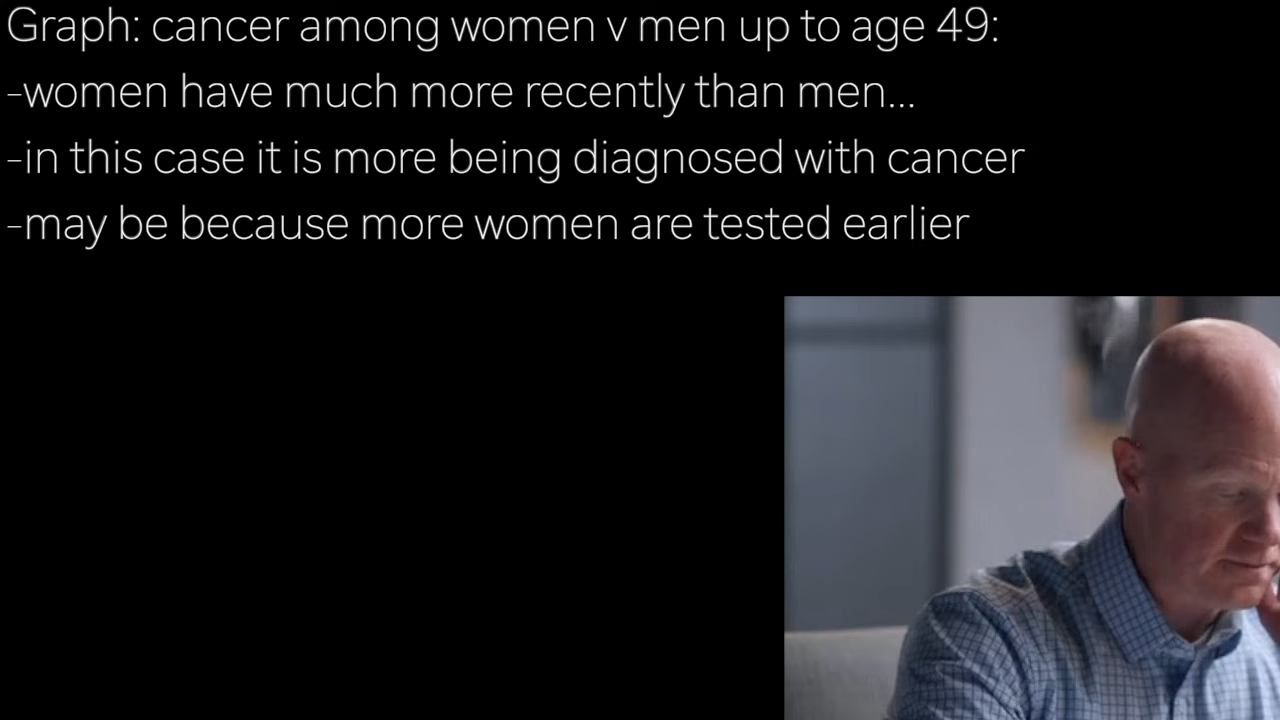 Graph: cancer among women v men up to age 49:
-women have much more recently than men...
-in this case it is more being diagnosed with cancer
-may be because more women are tested earlier